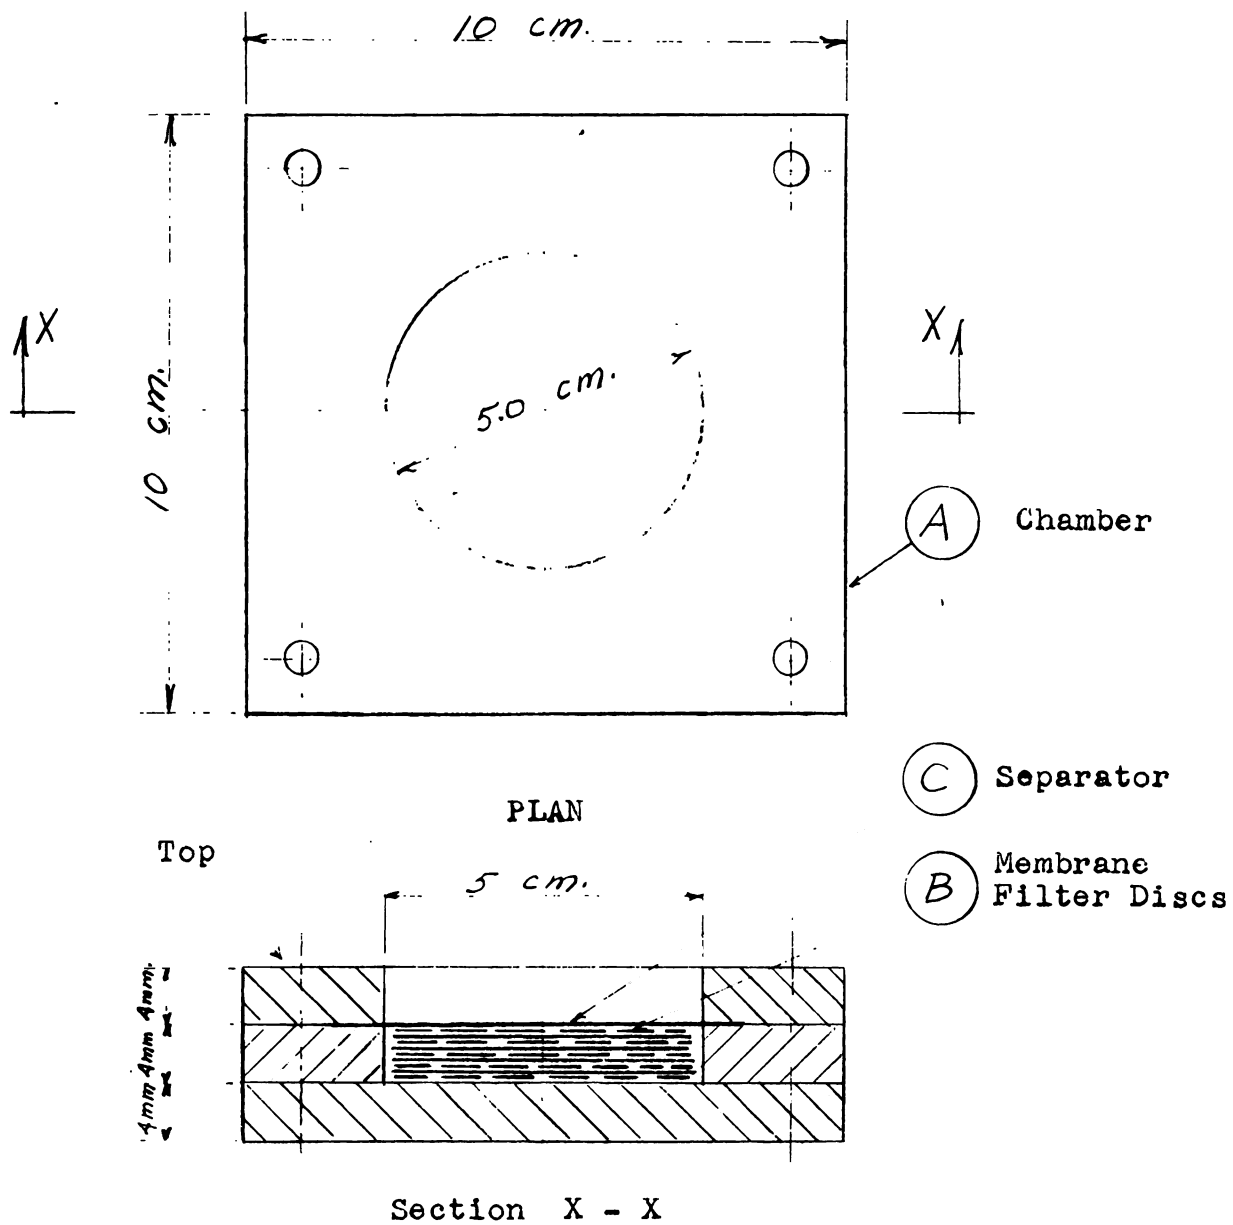 10 cm.
X
X
10 cm.
5.0 cm.
A Chamber
C Separator
PLAN
Top
B Membrane
Filter Discs
5 cm.
4mm 4mm 4mm.
Section X - X